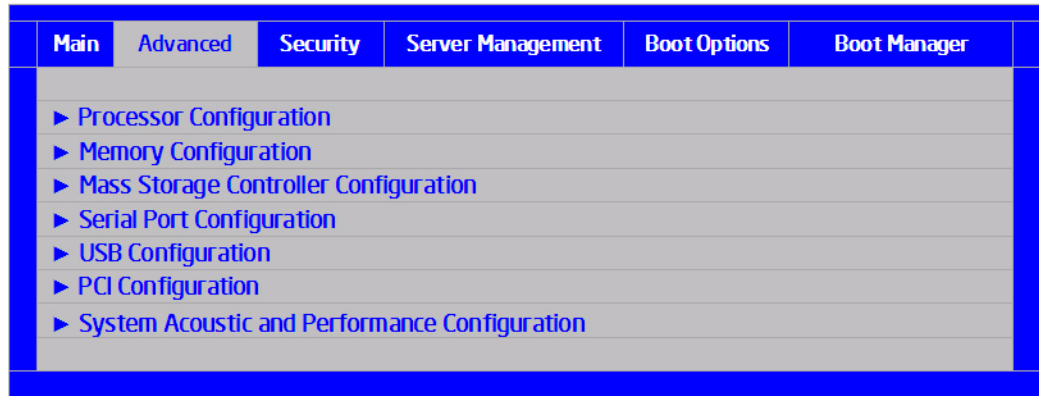 Main Advanced Security Server Management Boot Options Boot Manager
► Processor Configuration
► Memory Configuration
► Mass Storage Controller Configuration
► Serial Port Configuration
► USB Configuration
► PCI Configuration
► System Acoustic and Performance Configuration